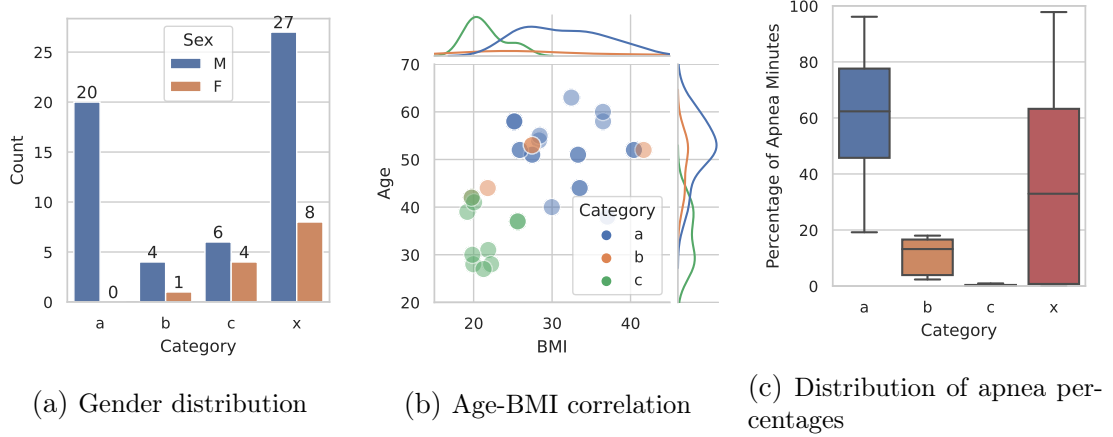 27
25
20
15
10
5
0
Count
Sex
M
F
20
0
4
1
6
4
8
a
b
c
x
Category
(a) Gender distribution
70
60
50
40
30
20
Age
Category
a
b
c
20
30
40
BMI
(b) Age-BMI correlation
100
80
60
40
20
0
Percentage of Apnea Minutes
a
b
c
x
Category
(c) Distribution of apnea per-
centages